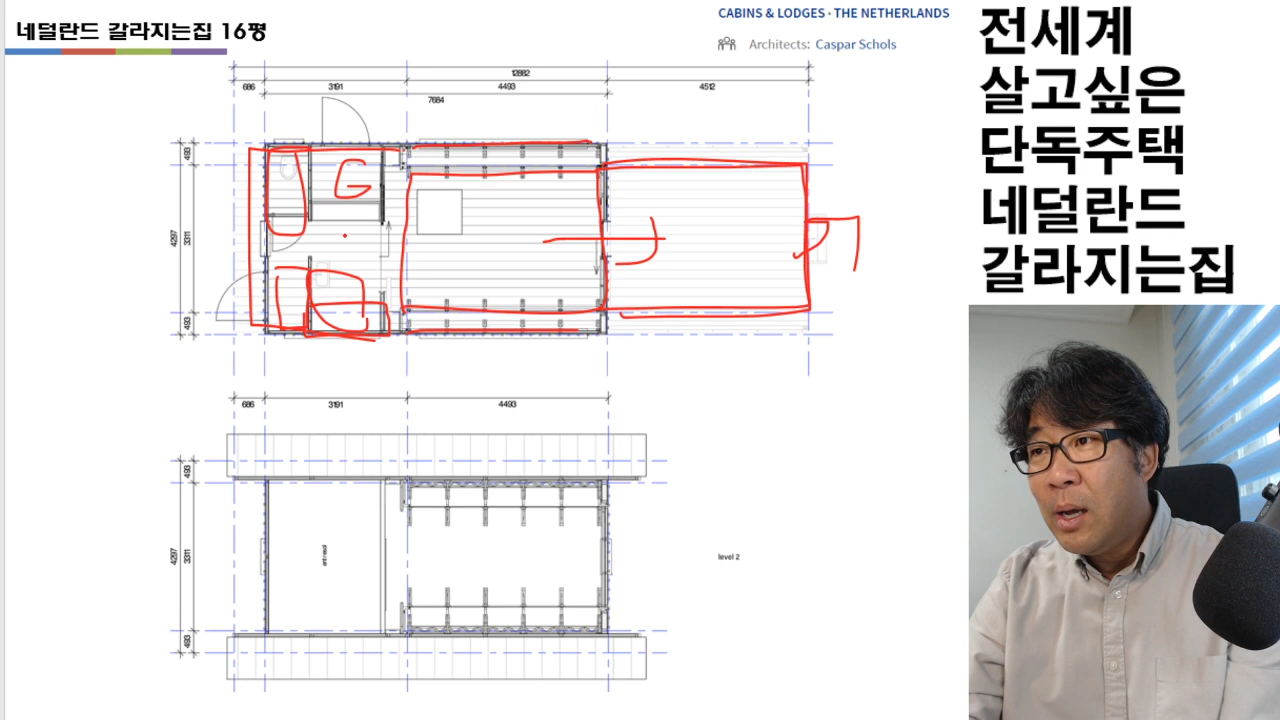 네덜란드 갈라지는집 16평
CABINS & LODGES · THE NETHERLANDS
Architects: Caspar Schols
전세계
살고싶은
단독주택
네덜란드
갈라지는집
12882
686 3191 4493 4512
7684
493
4297 3311
493
G
686 3191 4493
493
4297 3311
493
level 2